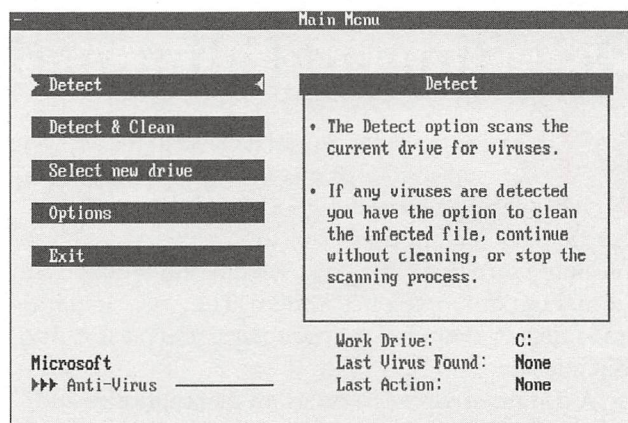 Main Menu
Detect
Detect & Clean
Select new drive
Options
Exit
Detect
• The Detect option scans the
current drive for viruses.
• If any viruses are detected
you have the option to clean
the infected file, continue
without cleaning, or stop the
scanning process.
Work Drive: C:
Last Virus Found: None
Last Action: None
Microsoft
Anti-Virus